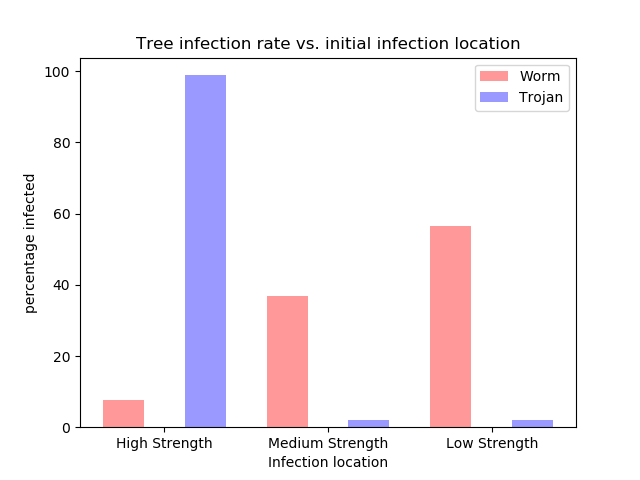 Tree infection rate vs. initial infection location
Worm
Trojan
percentage infected
100
80
60
40
20
0
High Strength
Medium Strength
Low Strength
Infection location